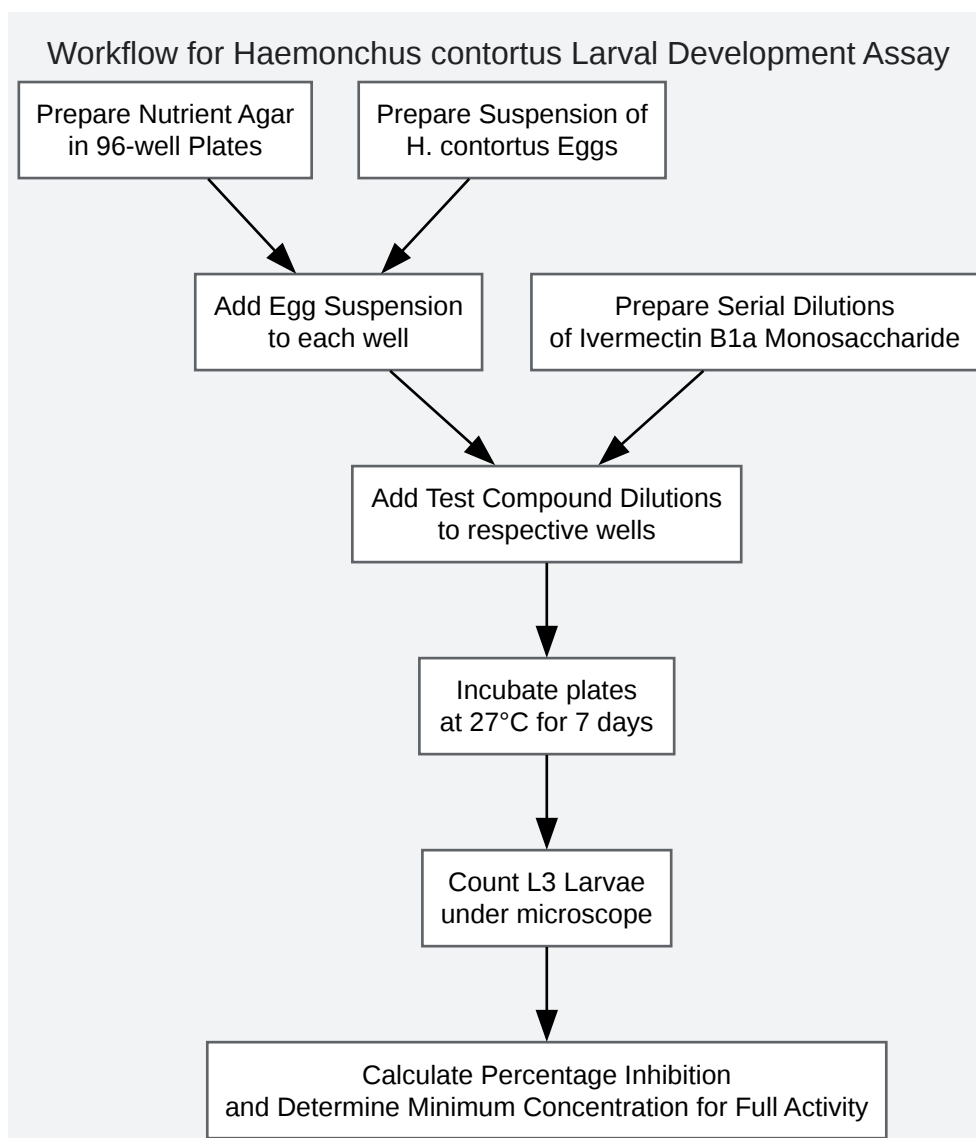 Workflow for Haemonchus contortus Larval Development Assay
Prepare Nutrient Agar
in 96-well Plates
Prepare Suspension of
H. contortus Eggs
Add Egg Suspension
to each well
Prepare Serial Dilutions
of Ivermectin B1a Monosaccharide
Add Test Compound Dilutions
to respective wells
Incubate plates
at 27°C for 7 days
Count L3 Larvae
under microscope
Calculate Percentage Inhibition
and Determine Minimum Concentration for Full Activity